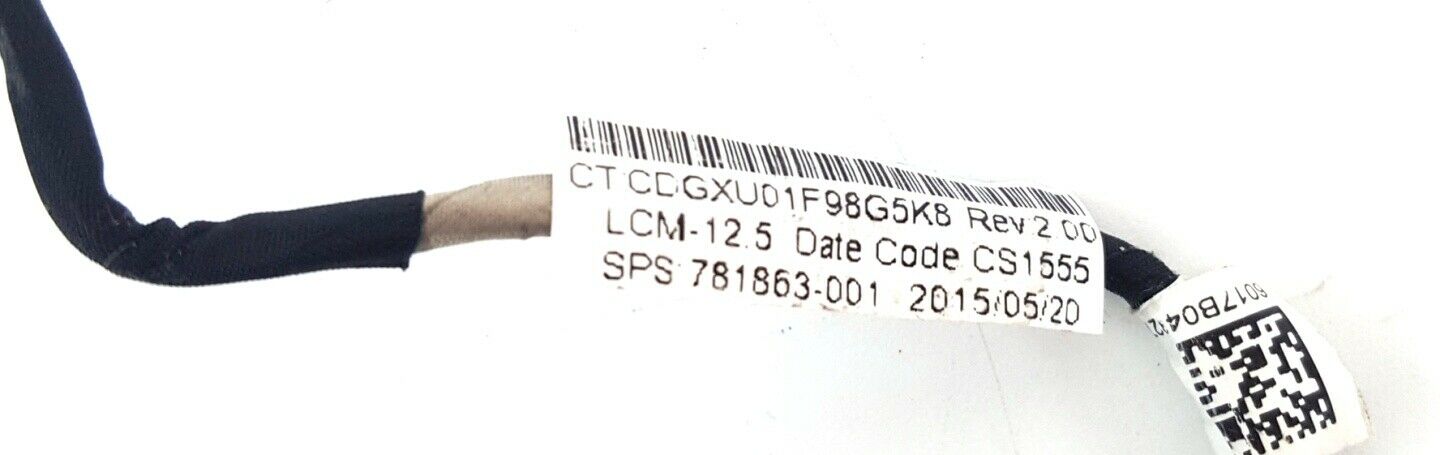 CT:CDGXU01F98G5K8 Rev:2.00
LCM-12.5 Date Code CS1555
SPS:781863-001 2015/05/20